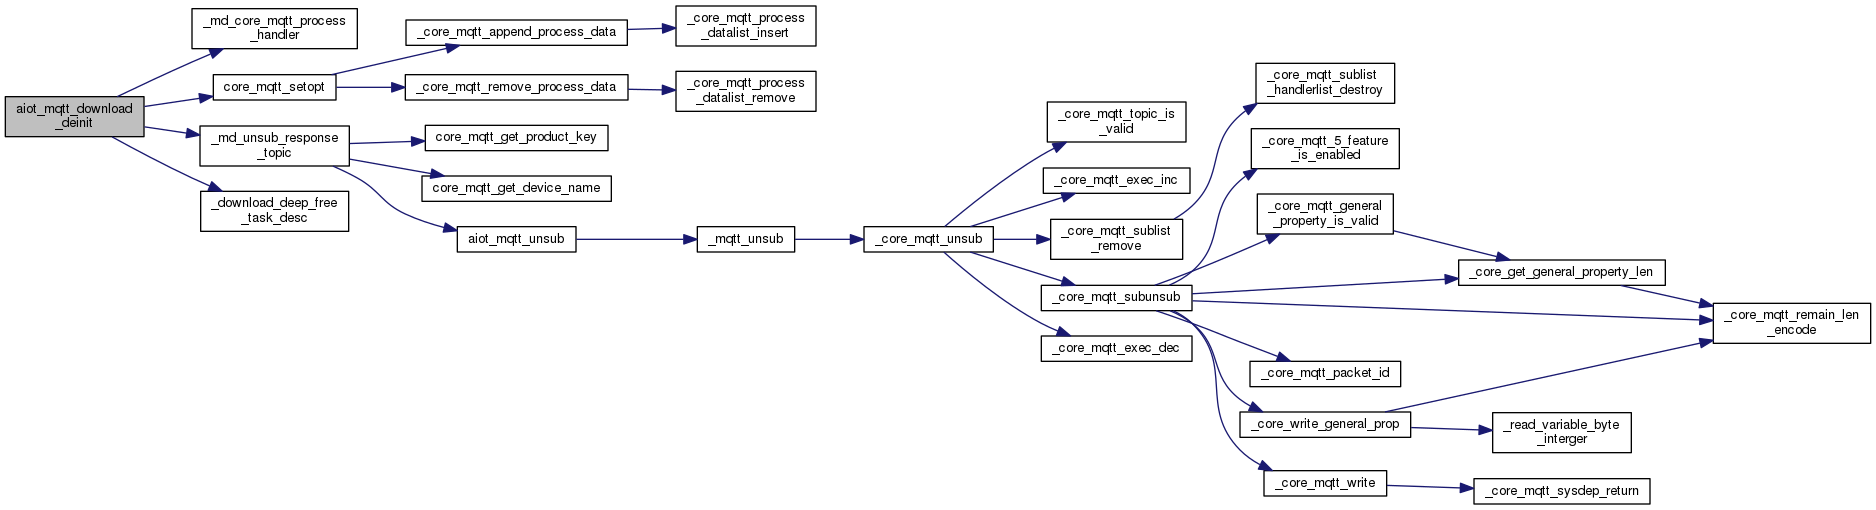 aiot_mqtt_download
_deinit
_md_core_mqtt_process
_handler
core_mqtt_setopt
_md_unsub_response
_topic
_download_deep_free
_task_desc
_core_mqtt_append_process_data
_core_mqtt_remove_process_data
core_mqtt_get_product_key
core_mqtt_get_device_name
aiot_mqtt_unsub
_core_mqtt_process
_datalist_insert
_core_mqtt_process
_datalist_remove
_mqtt_unsub
_core_mqtt_unsub
_core_mqtt_topic_is
_valid
_core_mqtt_exec_inc
_core_mqtt_sublist
_remove
_core_mqtt_subunsub
_core_mqtt_exec_dec
_core_mqtt_sublist
_handlerlist_destroy
_core_mqtt_5_feature
_is_enabled
_core_mqtt_general
_property_is_valid
_core_mqtt_packet_id
_core_write_general_prop
_core_mqtt_write
_core_get_general_property_len
_read_variable_byte
_interger
_core_mqtt_sysdep_return
_core_mqtt_remain_len
_encode